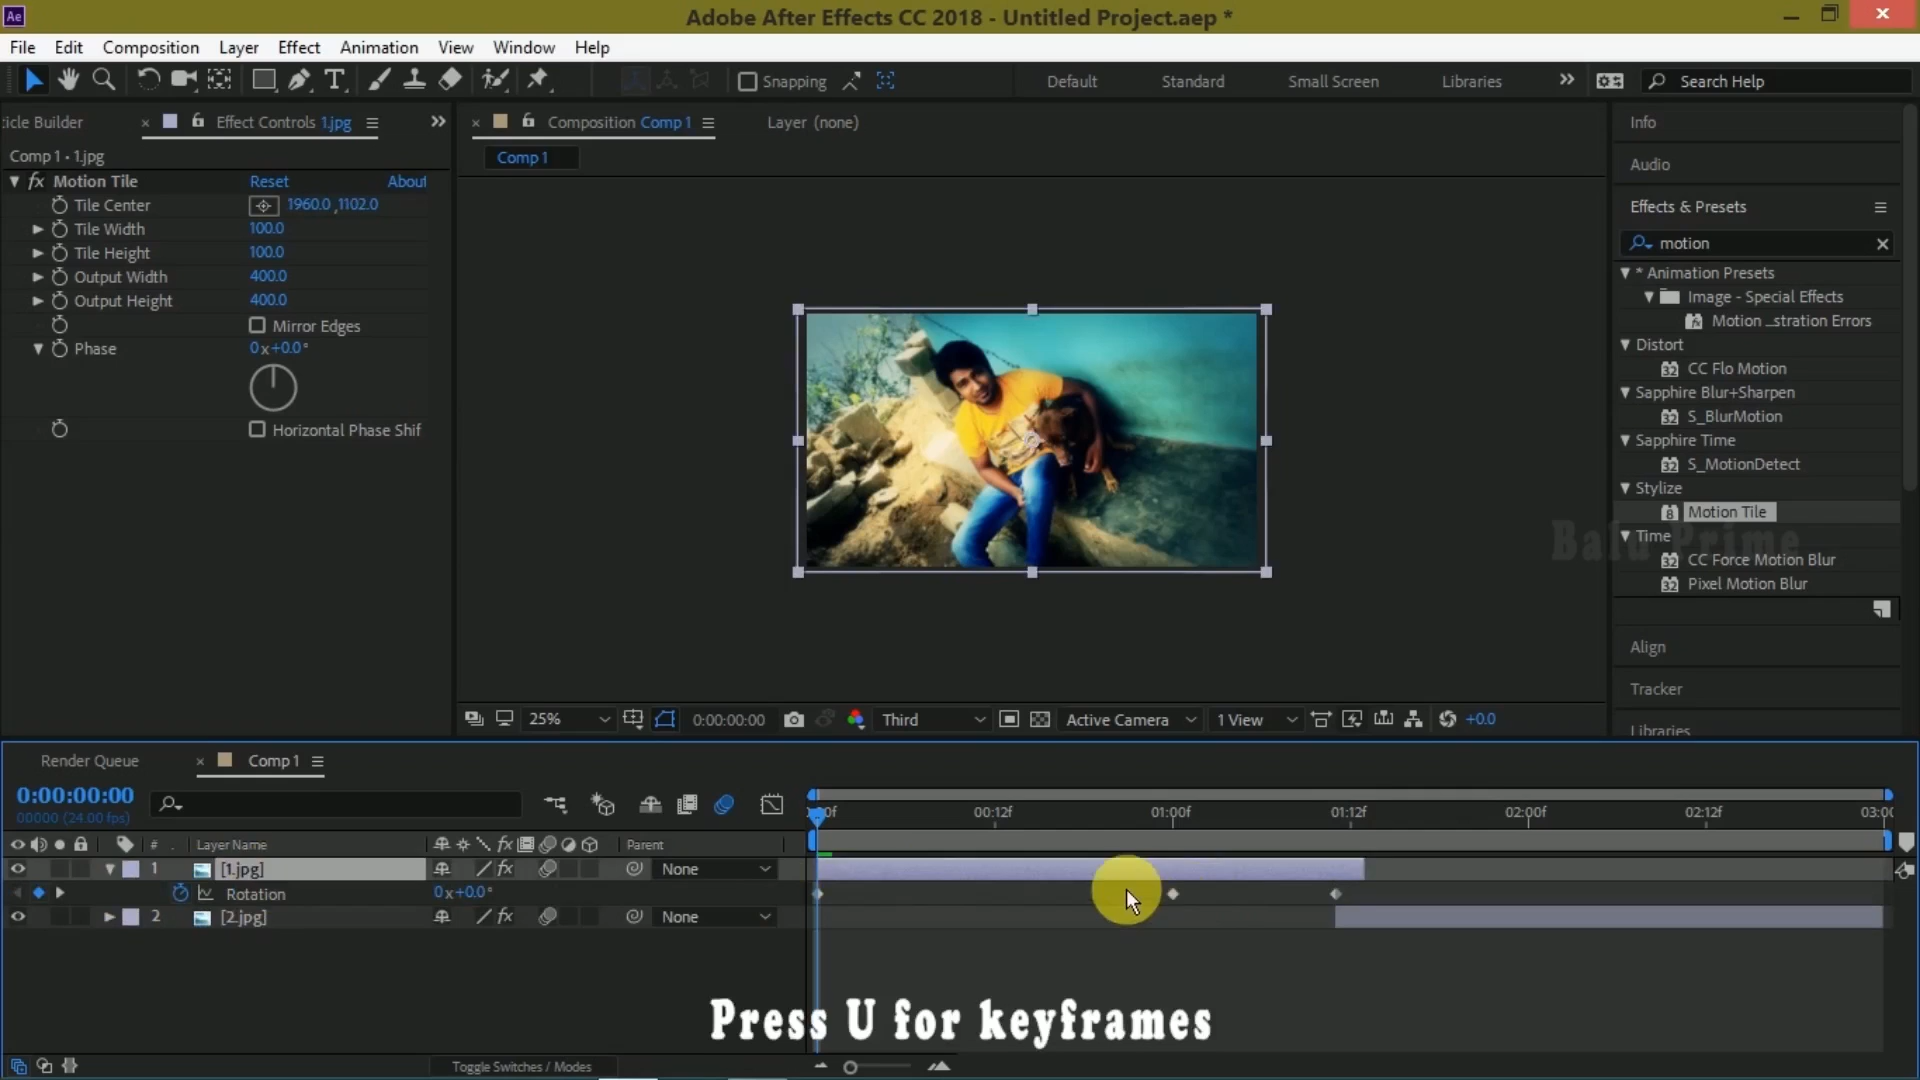 Ae
Adobe After Effects CC 2018 - Untitled Project.aep *
File Edit Composition Layer Effect Animation View Window Help
Snapping Default Standard Small Screen Libraries Search Help
icle Builder Effect Controls 1.jpg
Composition Comp 1 Layer (none)
Info
Comp 1 • 1.jpg
Comp 1
Audio
fx Motion Tile Reset About
Tile Center 1960.0 ,1102.0
Effects & Presets
Tile Width 100.0
motion
Tile Height 100.0
* Animation Presets
Output Width 400.0
Image - Special Effects
Output Height 400.0
Motion ...stration Errors
Mirror Edges
Distort
Phase 0 x+0.0 °
CC Flo Motion
Sapphire Blur+Sharpen
S_BlurMotion
Horizontal Phase Shif
Sapphire Time
S_MotionDetect
Stylize
Motion Tile
Balu Prime
Time
CC Force Motion Blur
Pixel Motion Blur
Align
Tracker
Libraries
25% 0:00:00:00 Third Active Camera 1 View +0.0
Render Queue Comp 1
0:00:00:00
00000 (24.00 fps)
00f 00:12f 01:00f 01:12f 02:00f 02:12f 03:00
# . Layer Name fx Parent
1 [1.jpg] fx None
Rotation 0 x+0.0 °
2 [2.jpg] fx None
Press U for keyframes
Toggle Switches / Modes